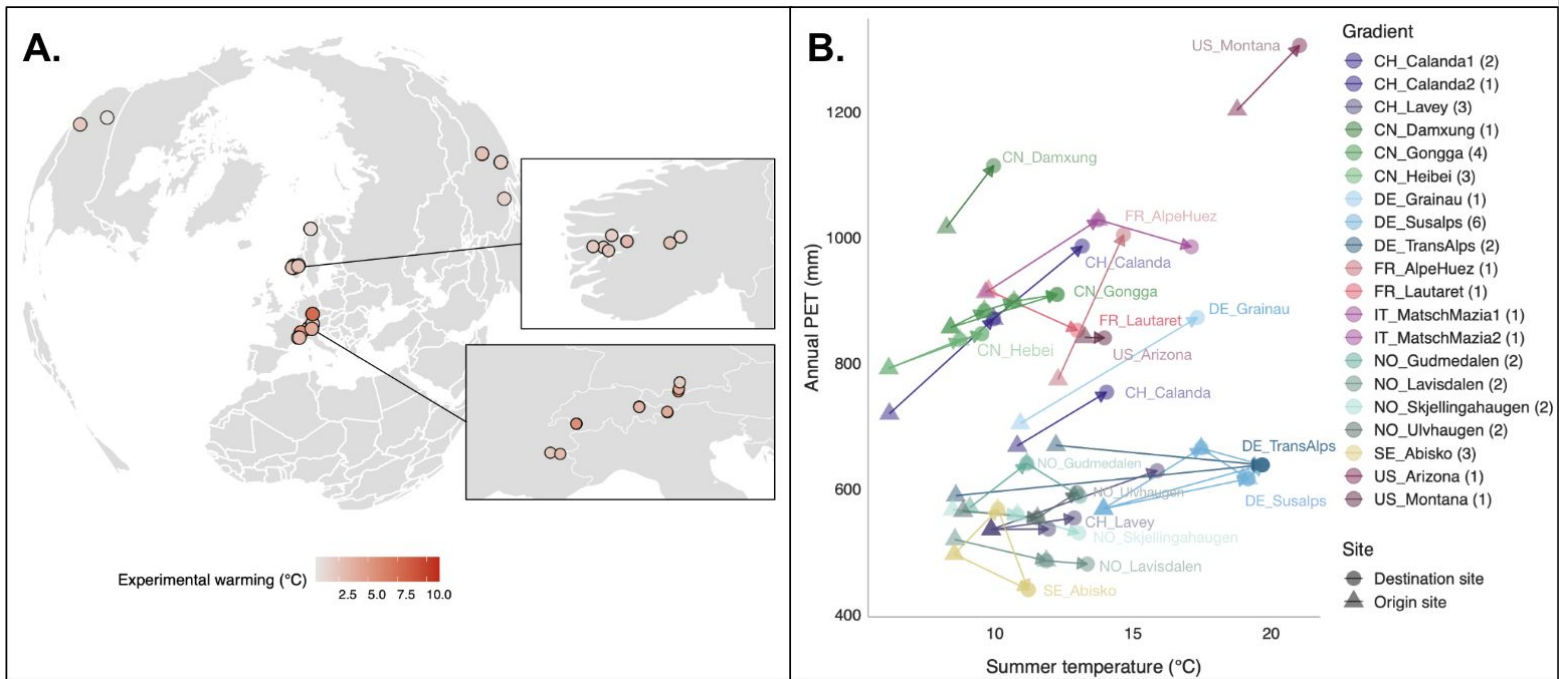 A.
Experimental warming (°C)
2.5 5.0 7.5 10.0
B.
Annual PET (mm)
1200
1000
800
600
400
10 15 20
Summer temperature (°C)
US_Montana
CN_Damxung
FR_AlpeHuez
CH_Calanda
CN_Gongga
DE_Grainau
FR_Lautaret
CN_Hebei
US_Arizona
CH_Calanda
DE_TransAlps
NO_Gudmedalen
NO_Ulvhaugen
DE_Susalps
CH_Lavey
NO_Skjellingahaugen
NO_Lavisdalen
SE_Abisko
Gradient
CH_Calanda1 (2)
CH_Calanda2 (1)
CH_Lavey (3)
CN_Damxung (1)
CN_Gongga (4)
CN_Heibei (3)
DE_Grainau (1)
DE_Susalps (6)
DE_TransAlps (2)
FR_AlpeHuez (1)
FR_Lautaret (1)
IT_MatschMazia1 (1)
IT_MatschMazia2 (1)
NO_Gudmedalen (2)
NO_Lavisdalen (2)
NO_Skjellingahaugen (2)
NO_Ulvhaugen (2)
SE_Abisko (3)
US_Arizona (1)
US_Montana (1)
Site
Destination site
Origin site